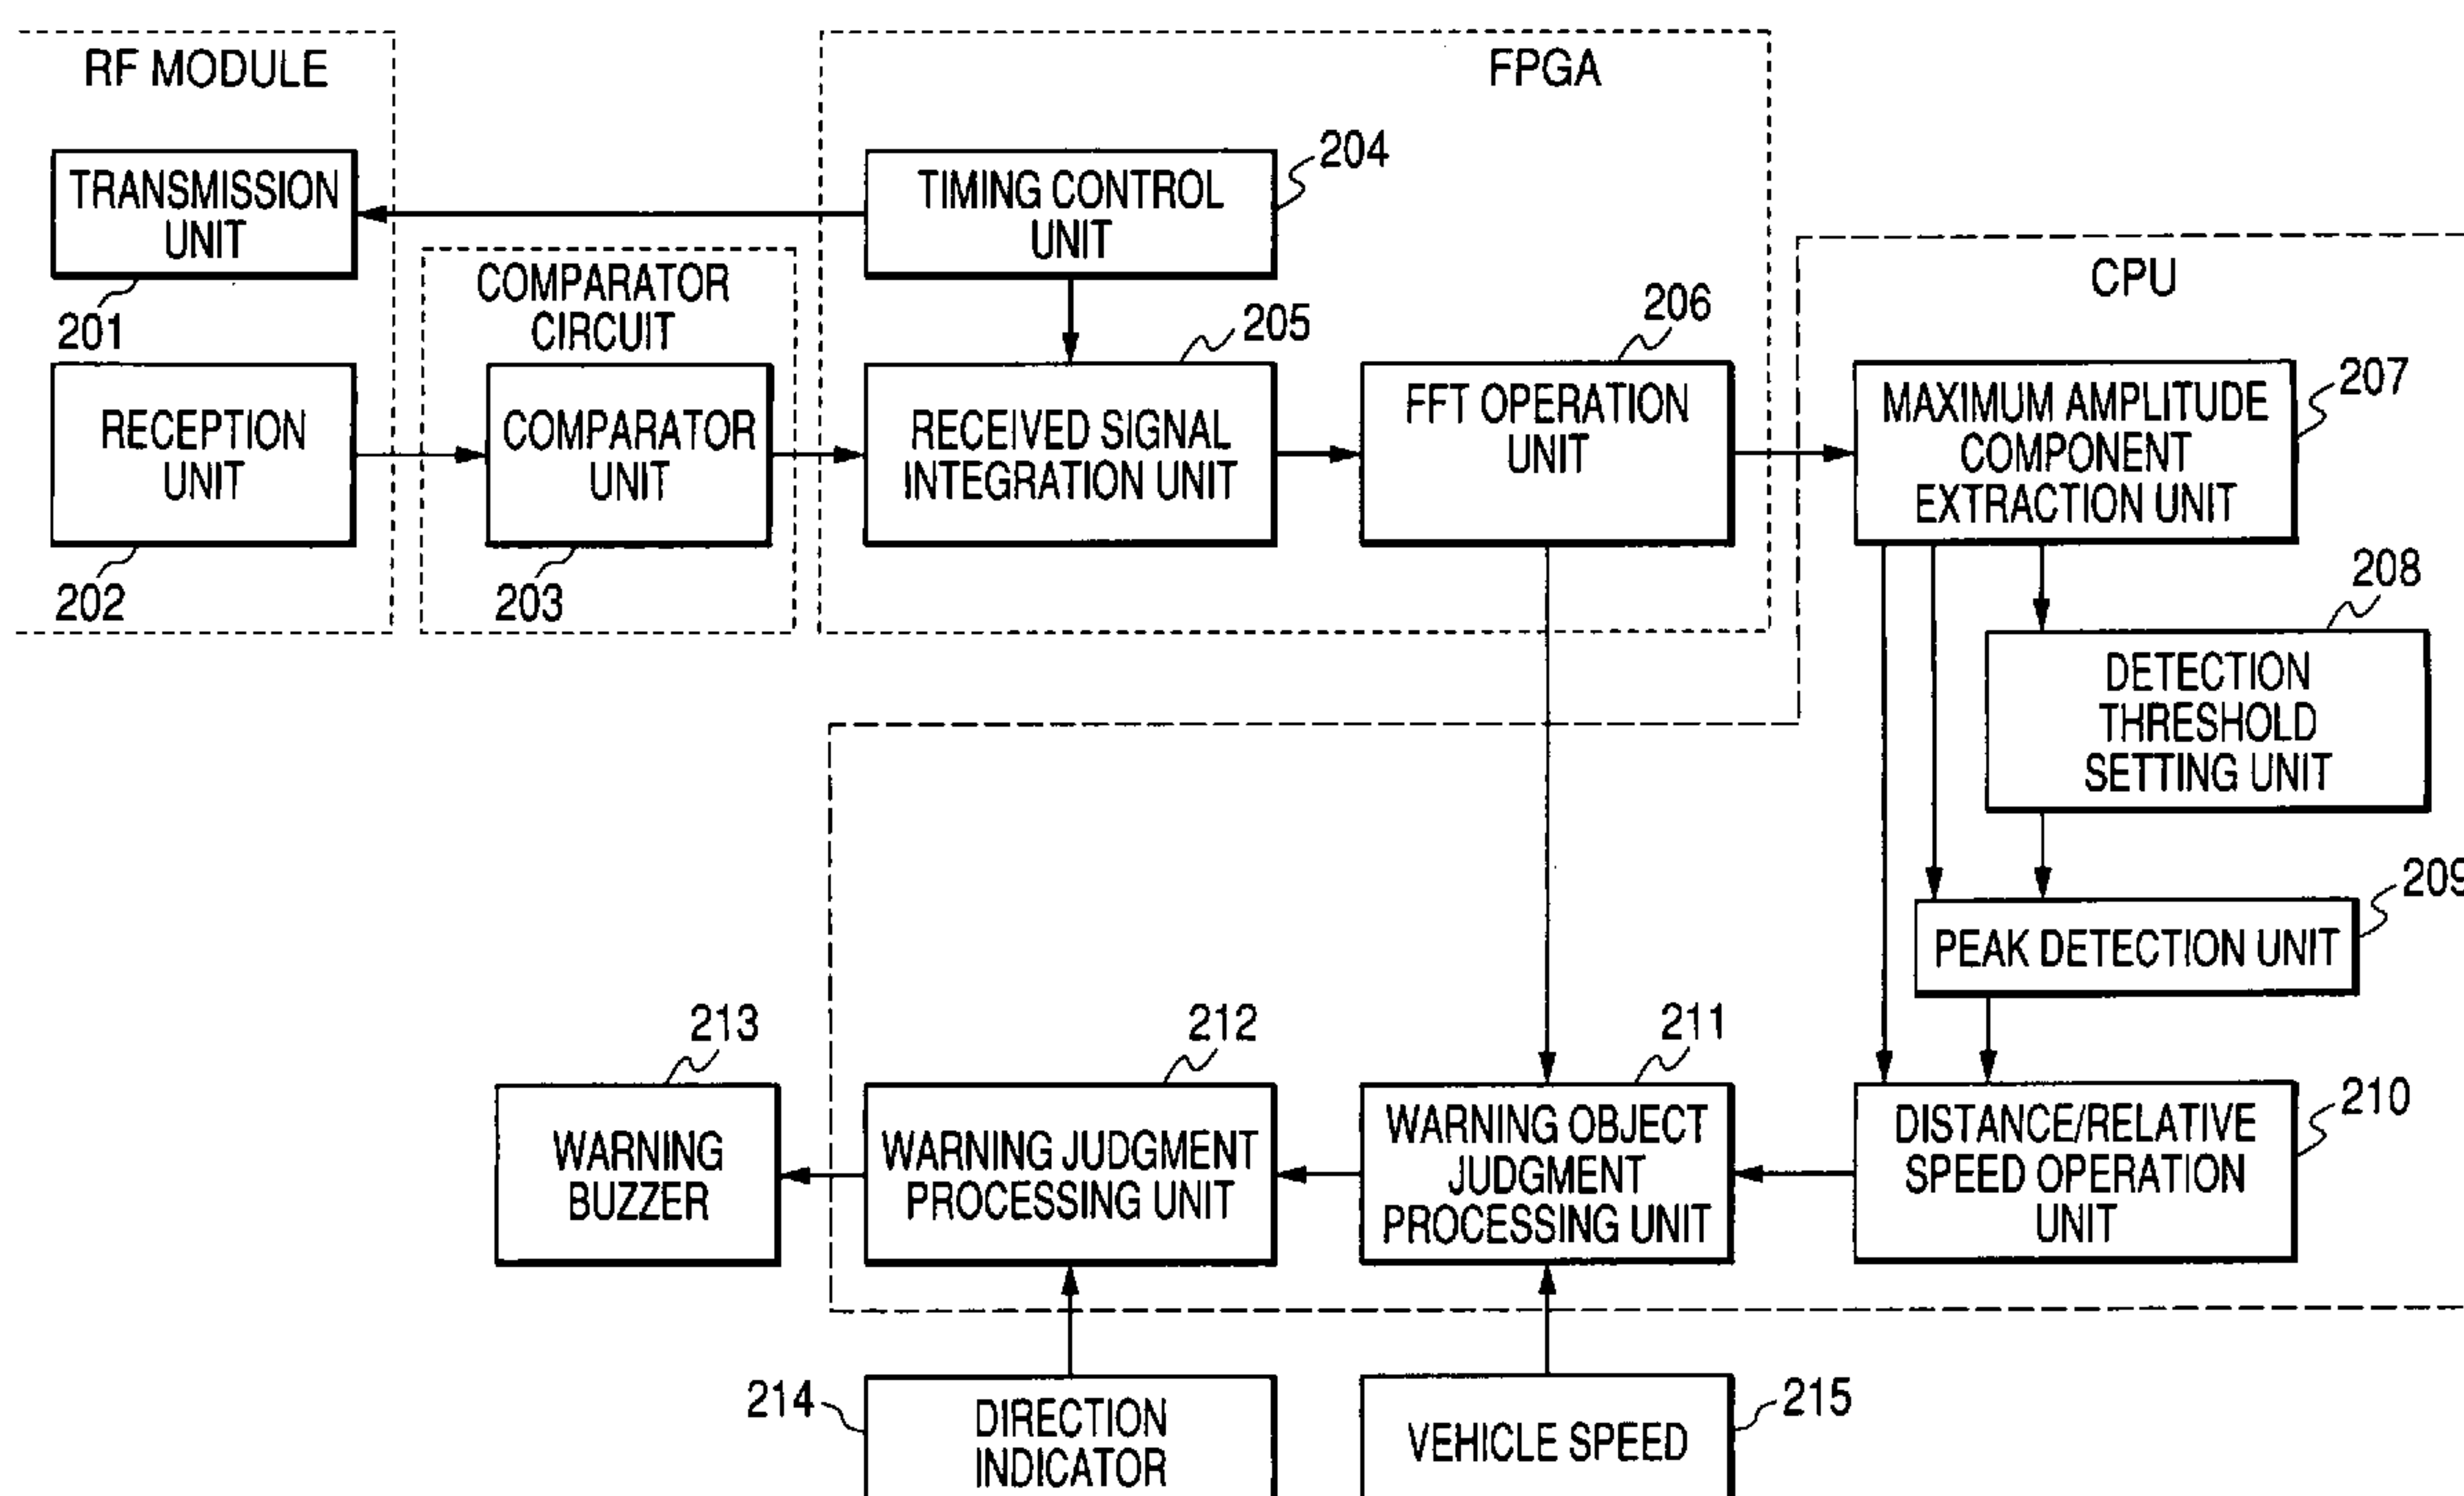 RF MODULE
FPGA
TRANSMISSION
UNIT
201
TIMING CONTROL
UNIT
204
COMPARATOR
CIRCUIT
CPU
RECEPTION
UNIT
202
COMPARATOR
UNIT
203
RECEIVED SIGNAL
INTEGRATION UNIT
205
FFT OPERATION
UNIT
206
MAXIMUM AMPLITUDE
COMPONENT
EXTRACTION UNIT
207
DETECTION
THRESHOLD
SETTING UNIT
208
PEAK DETECTION UNIT
209
WARNING
BUZZER
213
WARNING JUDGMENT
PROCESSING UNIT
212
WARNING OBJECT
JUDGMENT
PROCESSING UNIT
211
DISTANCE/RELATIVE
SPEED OPERATION
UNIT
210
214
DIRECTION
INDICATOR
VEHICLE SPEED
215